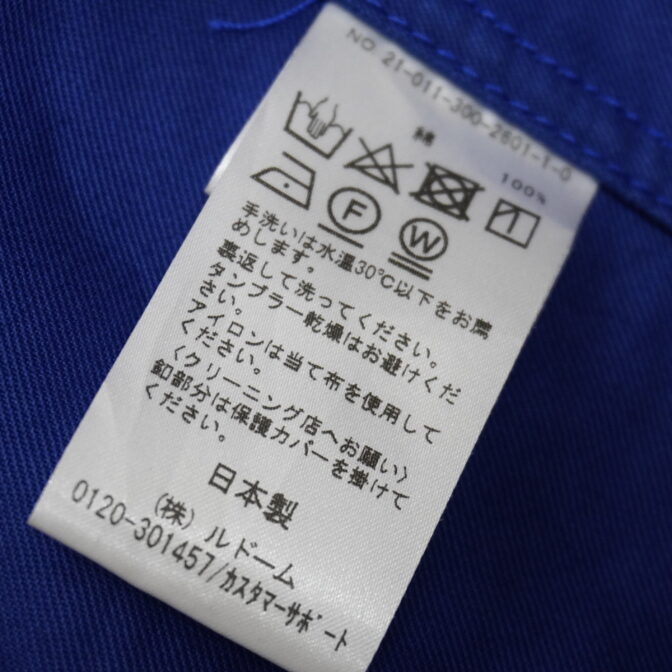 NO. 21-011-300-2601-1-0
綿 100%
F W
手洗いは水温30℃以下をお薦
めします。
裏返して洗ってください。
タンブラー乾燥はお避けくだ
さい。
アイロンは当て布を使用して
ください。
〈クリーニング店へお願い〉
釦部分は保護カバーを掛けて
ください。
日本製
(株) ルドーム
0120-301457/カスタマーサポート